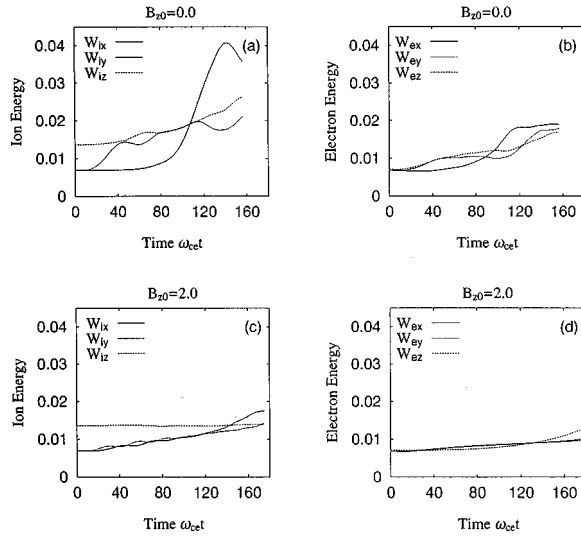 B_z0=0.0
(a)
W_ix
W_iy
W_iz
Ion Energy
0.04
0.03
0.02
0.01
0
0 40 80 120 160
Time ω_ce t
B_z0=0.0
(b)
W_ex
W_ey
W_ez
Electron Energy
0.04
0.03
0.02
0.01
0
0 40 80 120 160
Time ω_ce t
B_z0=2.0
(c)
W_ix
W_iy
W_iz
Ion Energy
0.04
0.03
0.02
0.01
0
0 40 80 120 160
Time ω_ce t
B_z0=2.0
(d)
W_ex
W_ey
W_ez
Electron Energy
0.04
0.03
0.02
0.01
0
0 40 80 120 160
Time ω_ce t